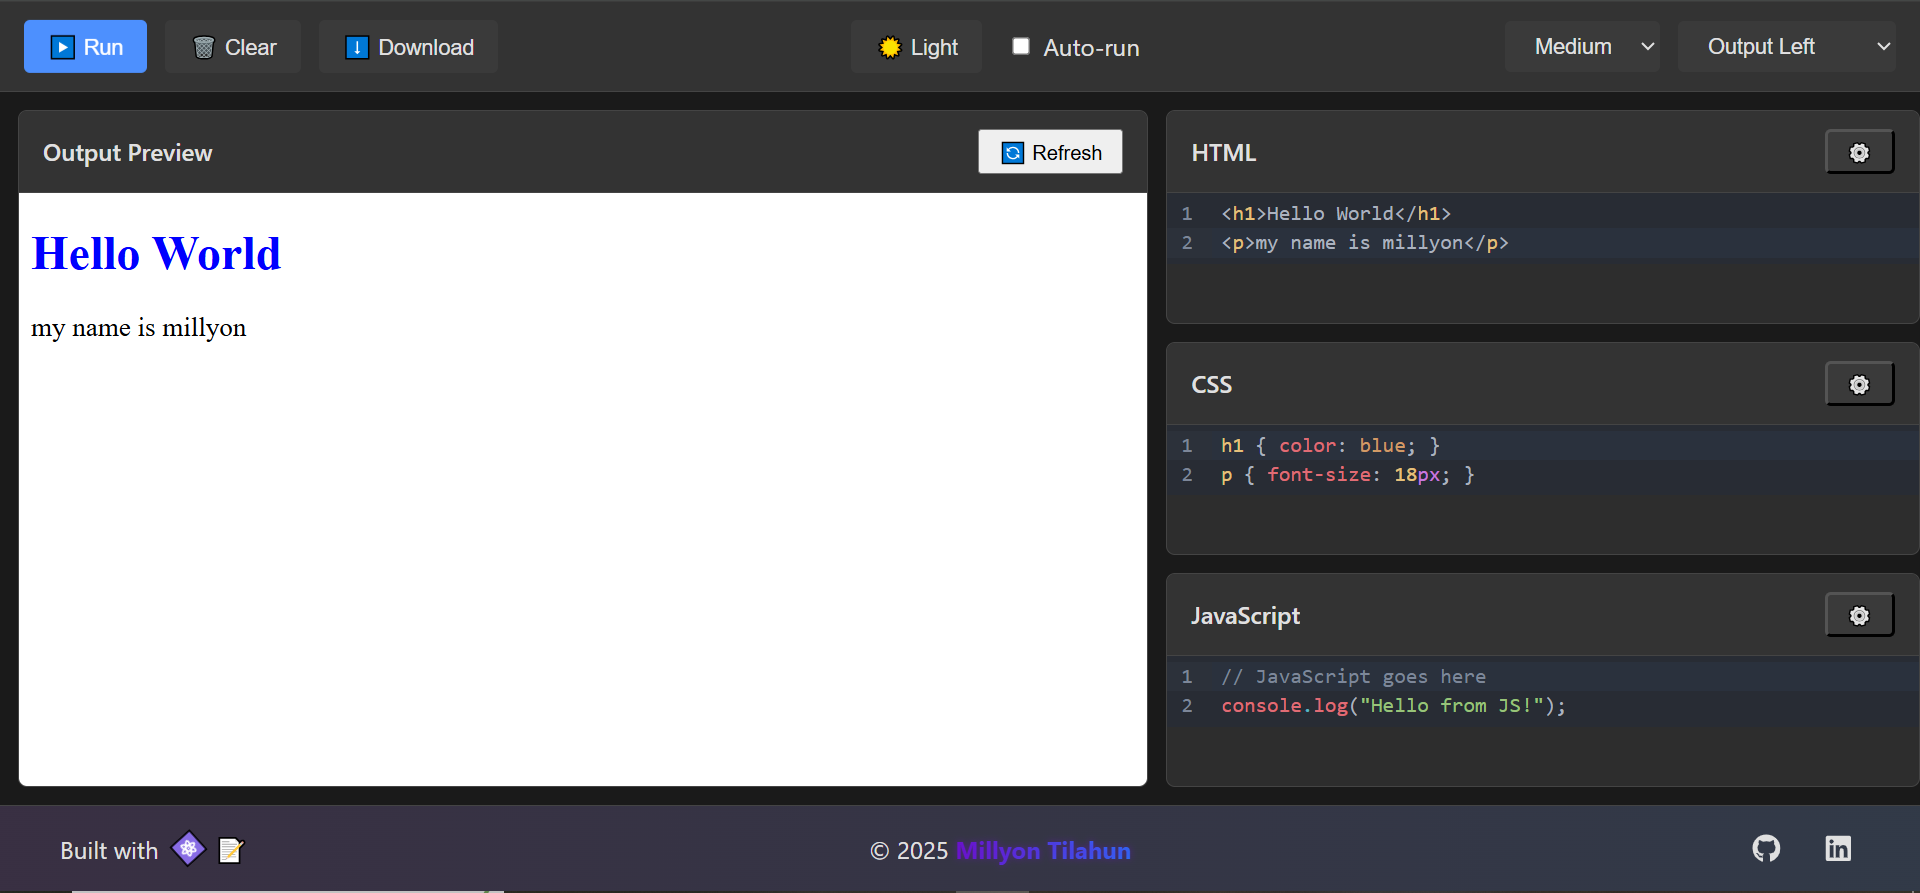 Run Clear Download Light Auto-run Medium Output Left
Output Preview Refresh
Hello World
my name is millyon
HTML
1 <h1>Hello World</h1>
2 <p>my name is millyon</p>
CSS
1 h1 { color: blue; }
2 p { font-size: 18px; }
JavaScript
1 // JavaScript goes here
2 console.log("Hello from JS!");
Built with © 2025 Millyon Tilahun in